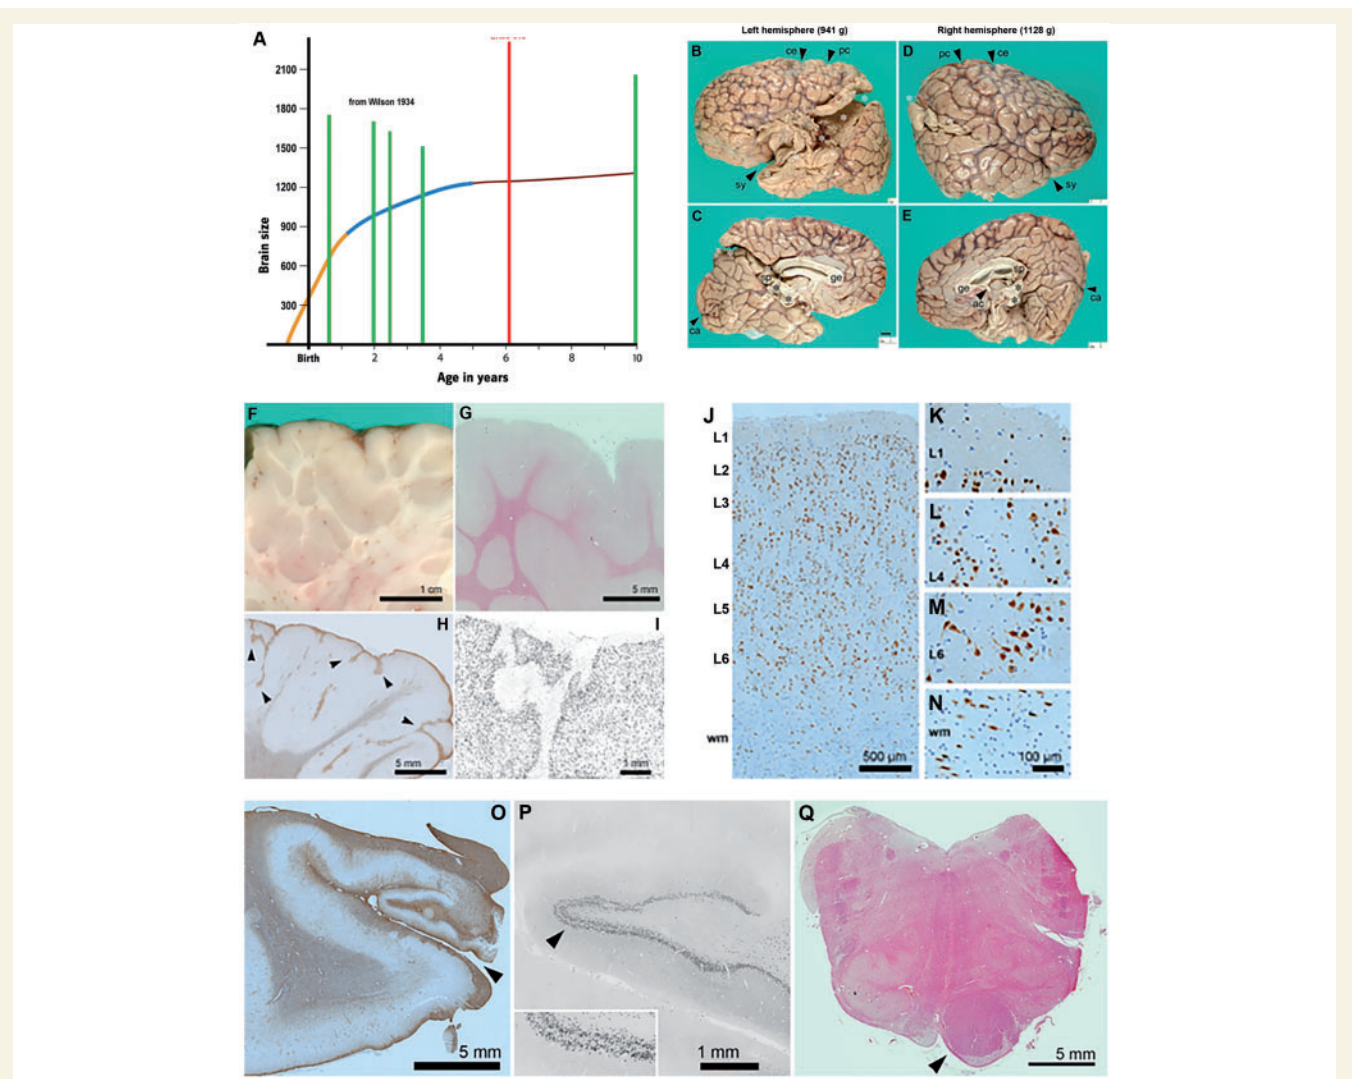 Left hemisphere (941 g)
Right hemisphere (1128 g)
A
2100
1800
1500
1200
900
600
300
Brain size
from Wilson 1934
Birth
2
4
6
8
10
Age in years
B
ce
pc
sy
D
pc
ce
sy
C
sp
ge
ca
E
sp
ge
ac
ca
F
1 cm
G
5 mm
H
5 mm
I
1 mm
J
L1
L2
L3
L4
L5
L6
wm
500 µm
K
L1
L
L4
M
L6
N
wm
100 µm
O
5 mm
P
1 mm
Q
5 mm